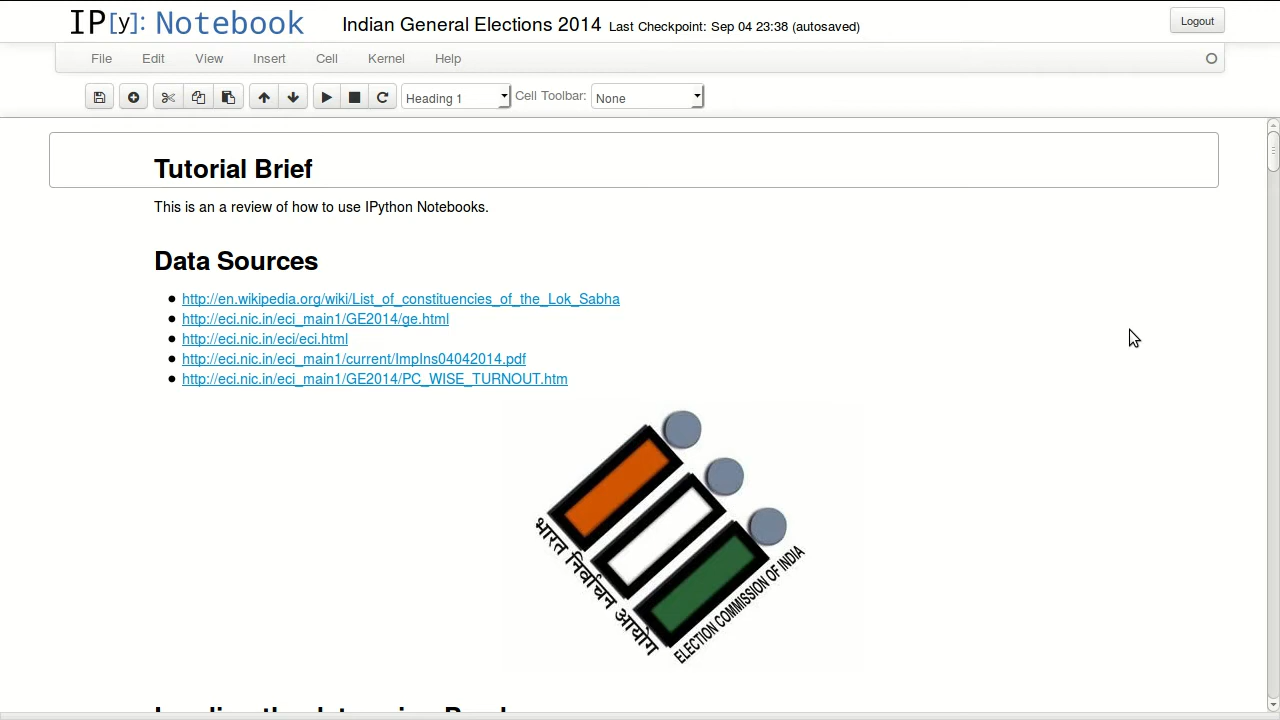 IP[y]: Notebook Indian General Elections 2014 Last Checkpoint: Sep 04 23:38 (autosaved) Logout
File Edit View Insert Cell Kernel Help
Heading 1 Cell Toolbar: None
Tutorial Brief
This is an a review of how to use IPython Notebooks.
Data Sources
http://en.wikipedia.org/wiki/List_of_constituencies_of_the_Lok_Sabha
http://eci.nic.in/eci_main1/GE2014/ge.html
http://eci.nic.in/eci/eci.html
http://eci.nic.in/eci_main1/current/ImpIns04042014.pdf
http://eci.nic.in/eci_main1/GE2014/PC_WISE_TURNOUT.htm
भारत निर्वाचन आयोग
ELECTION COMMISSION OF INDIA